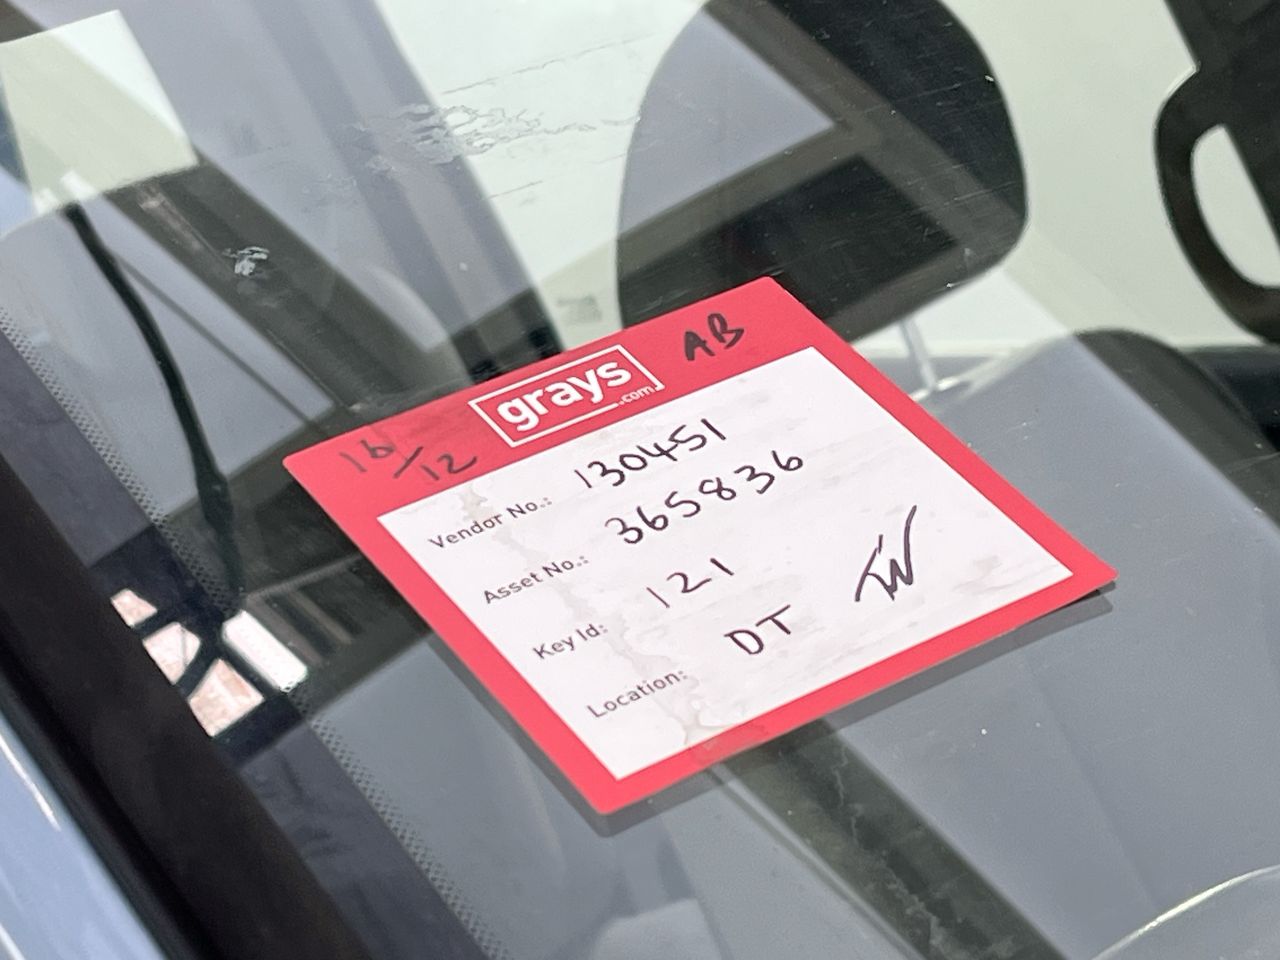 AB
grays
.com
16/12
Vendor No.: 130451
Asset No.: 365836
Key Id: 121
Location: DT